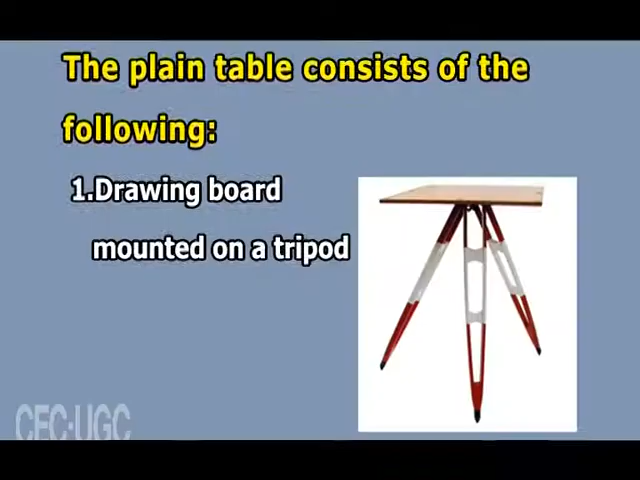 The plain table consists of the
following:
1.Drawing board
mounted on a tripod
CEC-UGC